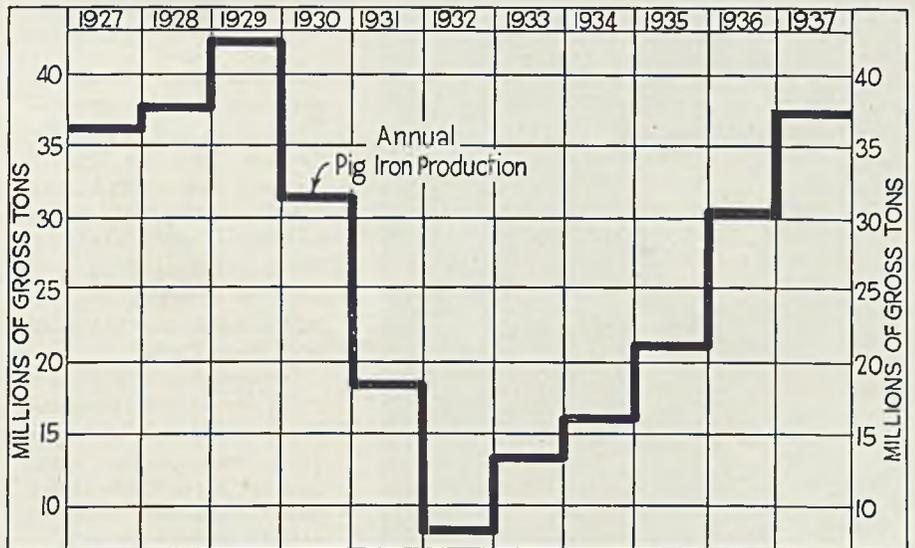 1927 1928 1929 1930 1931 1932 1933 1934 1935 1936 1937
40 40
Annual
35 35
Pig Iron Production
30 30
25 25
20 20
15 15
10 10
MILLIONS OF GROSS TONS
MILLIONS OF GROSS TONS